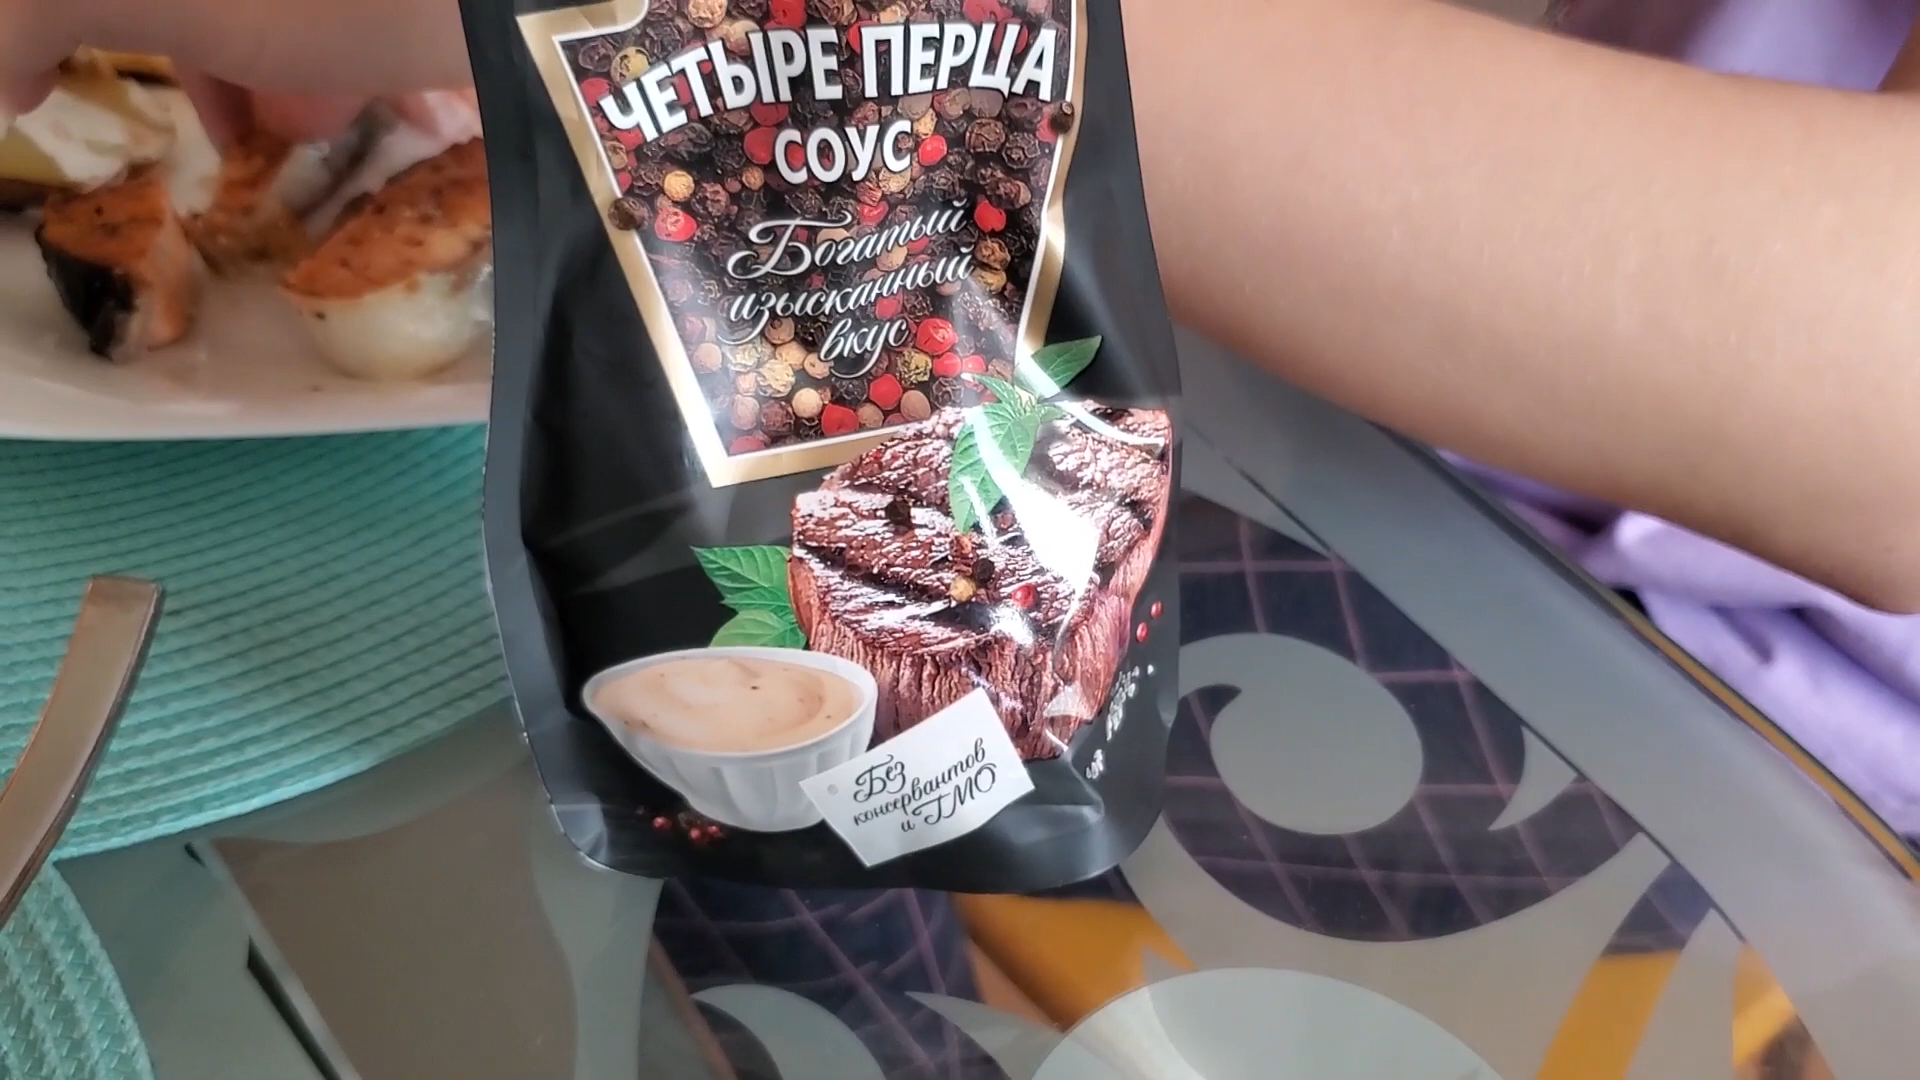 ЧЕТЫРЕ ПЕРЦА
СОУС
Богатый
изысканный
вкус
Без
консервантов
и ГМО